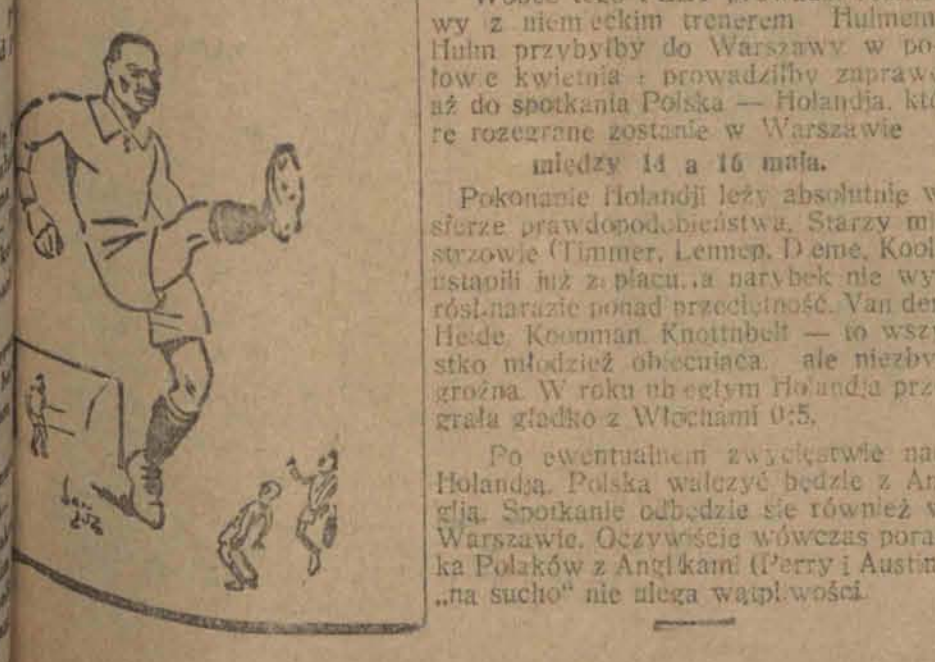 wy z niemieckim trenerem Hulmem.
Huhn przybyłby do Warszawy w po-
łowie kwietnia i prowadziłby zaprawę
aż do spotkania Polska — Holandja, któ
re rozegrane zostanie w Warszawie
między 14 a 16 maja.
Pokonanie Holandji leży absolutnie w
sferze prawdopodobieństwa. Starzy mi
strzowie (Timmer, Lennep, Dieme, Kool
ustąpili już z placu, a narybek nie wy
rósł narazie ponad przeciętność. Van der
Heide, Koopman, Knottnbelt — to wszy
stko młodzież obiecująca, ale niezby
groźna. W roku ubiegłym Holandja prze
grała gładko z Włochami 0:5.
Po ewentualnem zwycięstwie na
Holandją, Polska walczyć będzie z An
glją. Spotkanie odbędzie się również w
Warszawie. Oczywiście wówczas pora
ka Polaków z Anglikami (Perry i Austin
„na sucho" nie ulega wątpliwości.